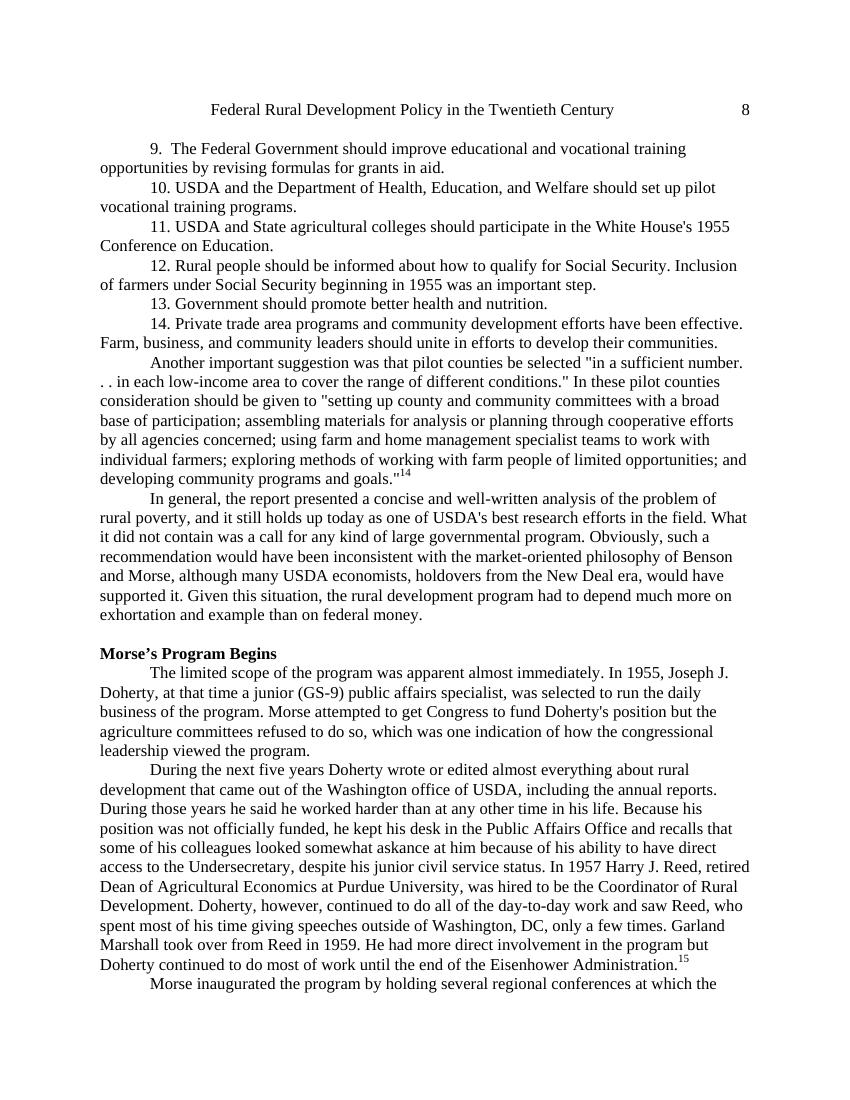 Federal Rural Development Policy in the Twentieth Century 8
9. The Federal Government should improve educational and vocational training
opportunities by revising formulas for grants in aid.
10. USDA and the Department of Health, Education, and Welfare should set up pilot
vocational training programs.
11. USDA and State agricultural colleges should participate in the White House's 1955
Conference on Education.
12. Rural people should be informed about how to qualify for Social Security. Inclusion
of farmers under Social Security beginning in 1955 was an important step.
13. Government should promote better health and nutrition.
14. Private trade area programs and community development efforts have been effective.
Farm, business, and community leaders should unite in efforts to develop their communities.
Another important suggestion was that pilot counties be selected "in a sufficient number.
. . in each low-income area to cover the range of different conditions." In these pilot counties
consideration should be given to "setting up county and community committees with a broad
base of participation; assembling materials for analysis or planning through cooperative efforts
by all agencies concerned; using farm and home management specialist teams to work with
individual farmers; exploring methods of working with farm people of limited opportunities; and
developing community programs and goals."14
In general, the report presented a concise and well-written analysis of the problem of
rural poverty, and it still holds up today as one of USDA's best research efforts in the field. What
it did not contain was a call for any kind of large governmental program. Obviously, such a
recommendation would have been inconsistent with the market-oriented philosophy of Benson
and Morse, although many USDA economists, holdovers from the New Deal era, would have
supported it. Given this situation, the rural development program had to depend much more on
exhortation and example than on federal money.
Morse’s Program Begins
The limited scope of the program was apparent almost immediately. In 1955, Joseph J.
Doherty, at that time a junior (GS-9) public affairs specialist, was selected to run the daily
business of the program. Morse attempted to get Congress to fund Doherty's position but the
agriculture committees refused to do so, which was one indication of how the congressional
leadership viewed the program.
During the next five years Doherty wrote or edited almost everything about rural
development that came out of the Washington office of USDA, including the annual reports.
During those years he said he worked harder than at any other time in his life. Because his
position was not officially funded, he kept his desk in the Public Affairs Office and recalls that
some of his colleagues looked somewhat askance at him because of his ability to have direct
access to the Undersecretary, despite his junior civil service status. In 1957 Harry J. Reed, retired
Dean of Agricultural Economics at Purdue University, was hired to be the Coordinator of Rural
Development. Doherty, however, continued to do all of the day-to-day work and saw Reed, who
spent most of his time giving speeches outside of Washington, DC, only a few times. Garland
Marshall took over from Reed in 1959. He had more direct involvement in the program but
Doherty continued to do most of work until the end of the Eisenhower Administration.15
Morse inaugurated the program by holding several regional conferences at which the